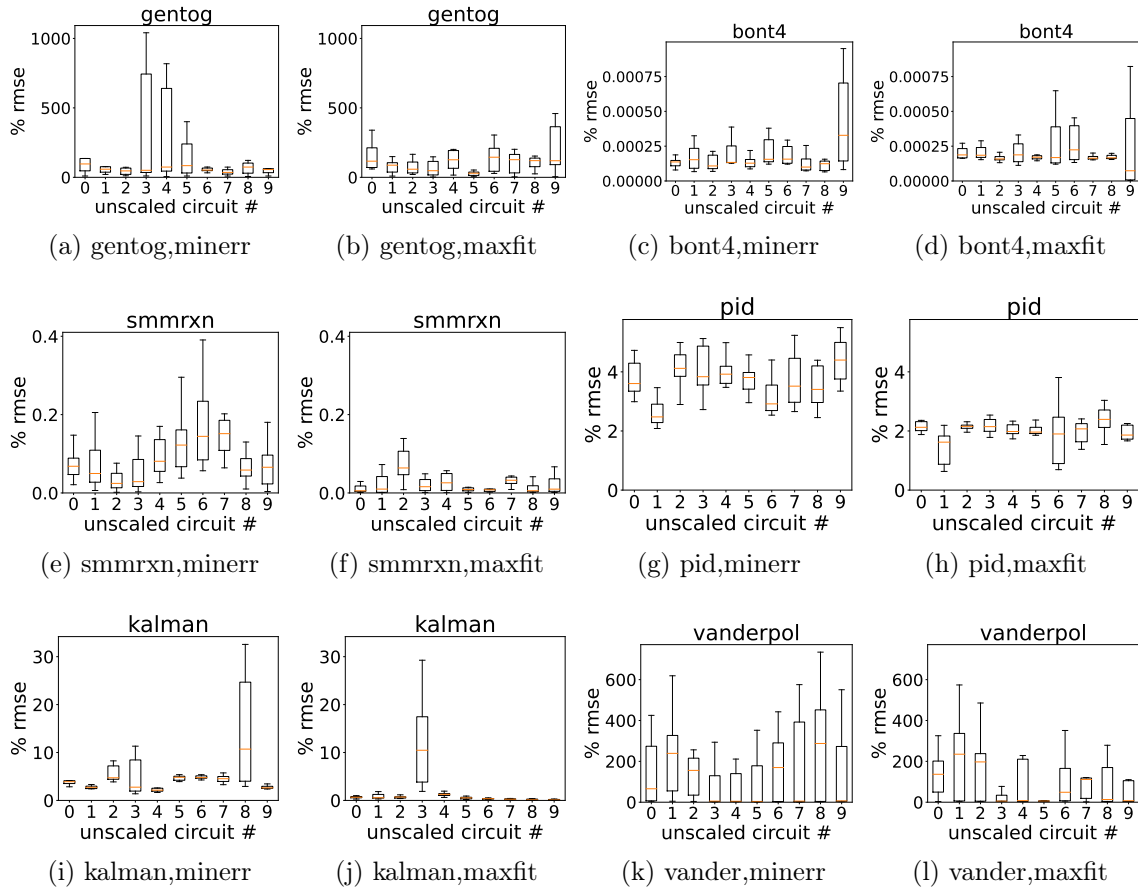 gentog
% rmse
1000
500
0
0 1 2 3 4 5 6 7 8 9
unscaled circuit #
(a) gentog,minerr
gentog
% rmse
1000
500
0
0 1 2 3 4 5 6 7 8 9
unscaled circuit #
(b) gentog,maxfit
bont4
% rmse
0.00075
0.00050
0.00025
0.00000
0 1 2 3 4 5 6 7 8 9
unscaled circuit #
(c) bont4,minerr
bont4
% rmse
0.00075
0.00050
0.00025
0.00000
0 1 2 3 4 5 6 7 8 9
unscaled circuit #
(d) bont4,maxfit
smmrxn
% rmse
0.4
0.2
0.0
0 1 2 3 4 5 6 7 8 9
unscaled circuit #
(e) smmrxn,minerr
smmrxn
% rmse
0.4
0.2
0.0
0 1 2 3 4 5 6 7 8 9
unscaled circuit #
(f) smmrxn,maxfit
pid
% rmse
4
2
0
0 1 2 3 4 5 6 7 8 9
unscaled circuit #
(g) pid,minerr
pid
% rmse
4
2
0
0 1 2 3 4 5 6 7 8 9
unscaled circuit #
(h) pid,maxfit
kalman
% rmse
30
20
10
0
0 1 2 3 4 5 6 7 8 9
unscaled circuit #
(i) kalman,minerr
kalman
% rmse
30
20
10
0
0 1 2 3 4 5 6 7 8 9
unscaled circuit #
(j) kalman,maxfit
vanderpol
% rmse
600
400
200
0
0 1 2 3 4 5 6 7 8 9
unscaled circuit #
(k) vander,minerr
vanderpol
% rmse
600
400
200
0
0 1 2 3 4 5 6 7 8 9
unscaled circuit #
(l) vander,maxfit